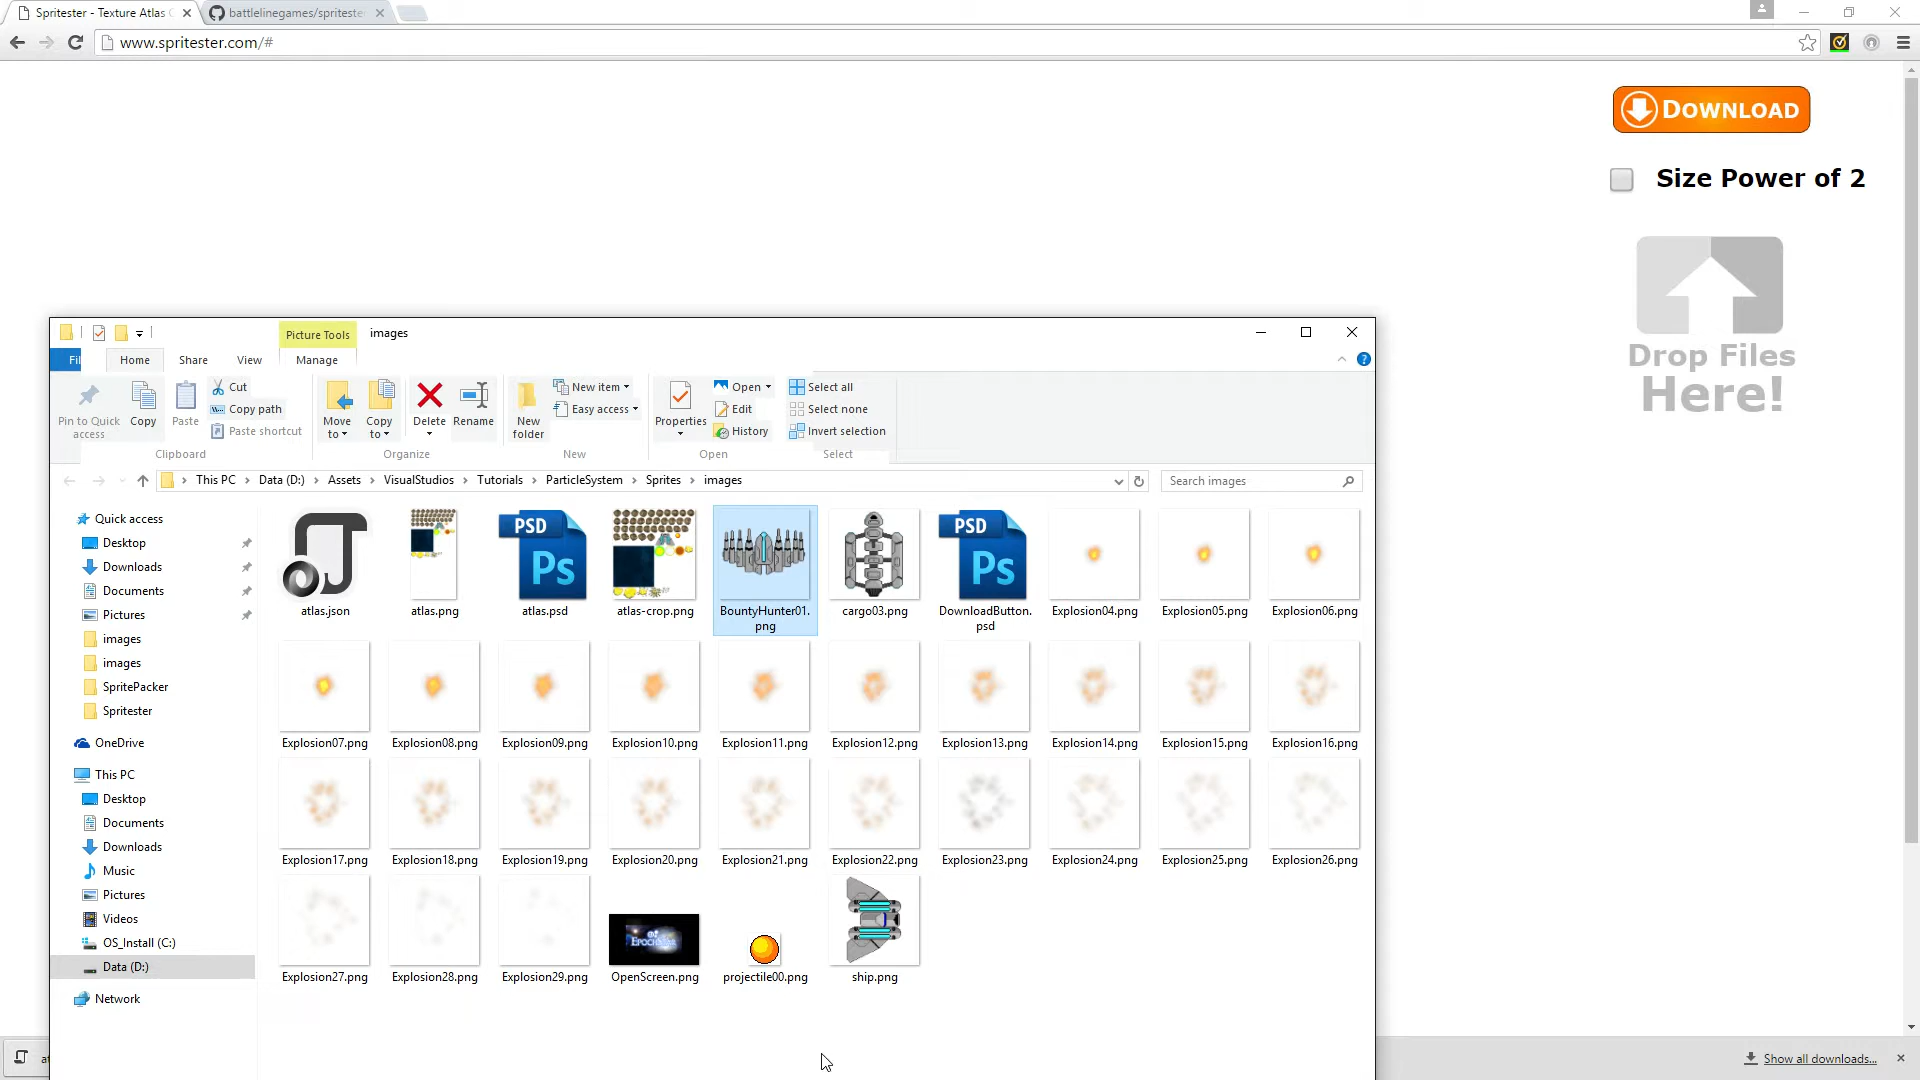 Spritester - Texture Atlas
battlelinegames/spriteste
www.spritester.com/#
DOWNLOAD
Size Power of 2
Drop Files
Here!
Picture Tools
images
Fil
Home
Share
View
Manage
Pin to Quick
access
Copy
Paste
Cut
Copy path
Paste shortcut
Clipboard
Move
to
Copy
to
Delete
Rename
Organize
New
folder
New item
Easy access
New
Properties
Open
Edit
History
Open
Select all
Select none
Invert selection
Select
This PC
Data (D:)
Assets
VisualStudios
Tutorials
ParticleSystem
Sprites
images
Search images
Quick access
Desktop
Downloads
Documents
Pictures
images
images
SpritePacker
Spritester
OneDrive
This PC
Desktop
Documents
Downloads
Music
Pictures
Videos
OS_Install (C:)
Data (D:)
Network
PSD
Ps
PSD
Ps
atlas.json
atlas.png
atlas.psd
atlas-crop.png
BountyHunter01.
png
cargo03.png
DownloadButton.
psd
Explosion04.png
Explosion05.png
Explosion06.png
Explosion07.png
Explosion08.png
Explosion09.png
Explosion10.png
Explosion11.png
Explosion12.png
Explosion13.png
Explosion14.png
Explosion15.png
Explosion16.png
Explosion17.png
Explosion18.png
Explosion19.png
Explosion20.png
Explosion21.png
Explosion22.png
Explosion23.png
Explosion24.png
Explosion25.png
Explosion26.png
Explosion27.png
Explosion28.png
Explosion29.png
OpenScreen.png
projectile00.png
ship.png
Show all downloads...